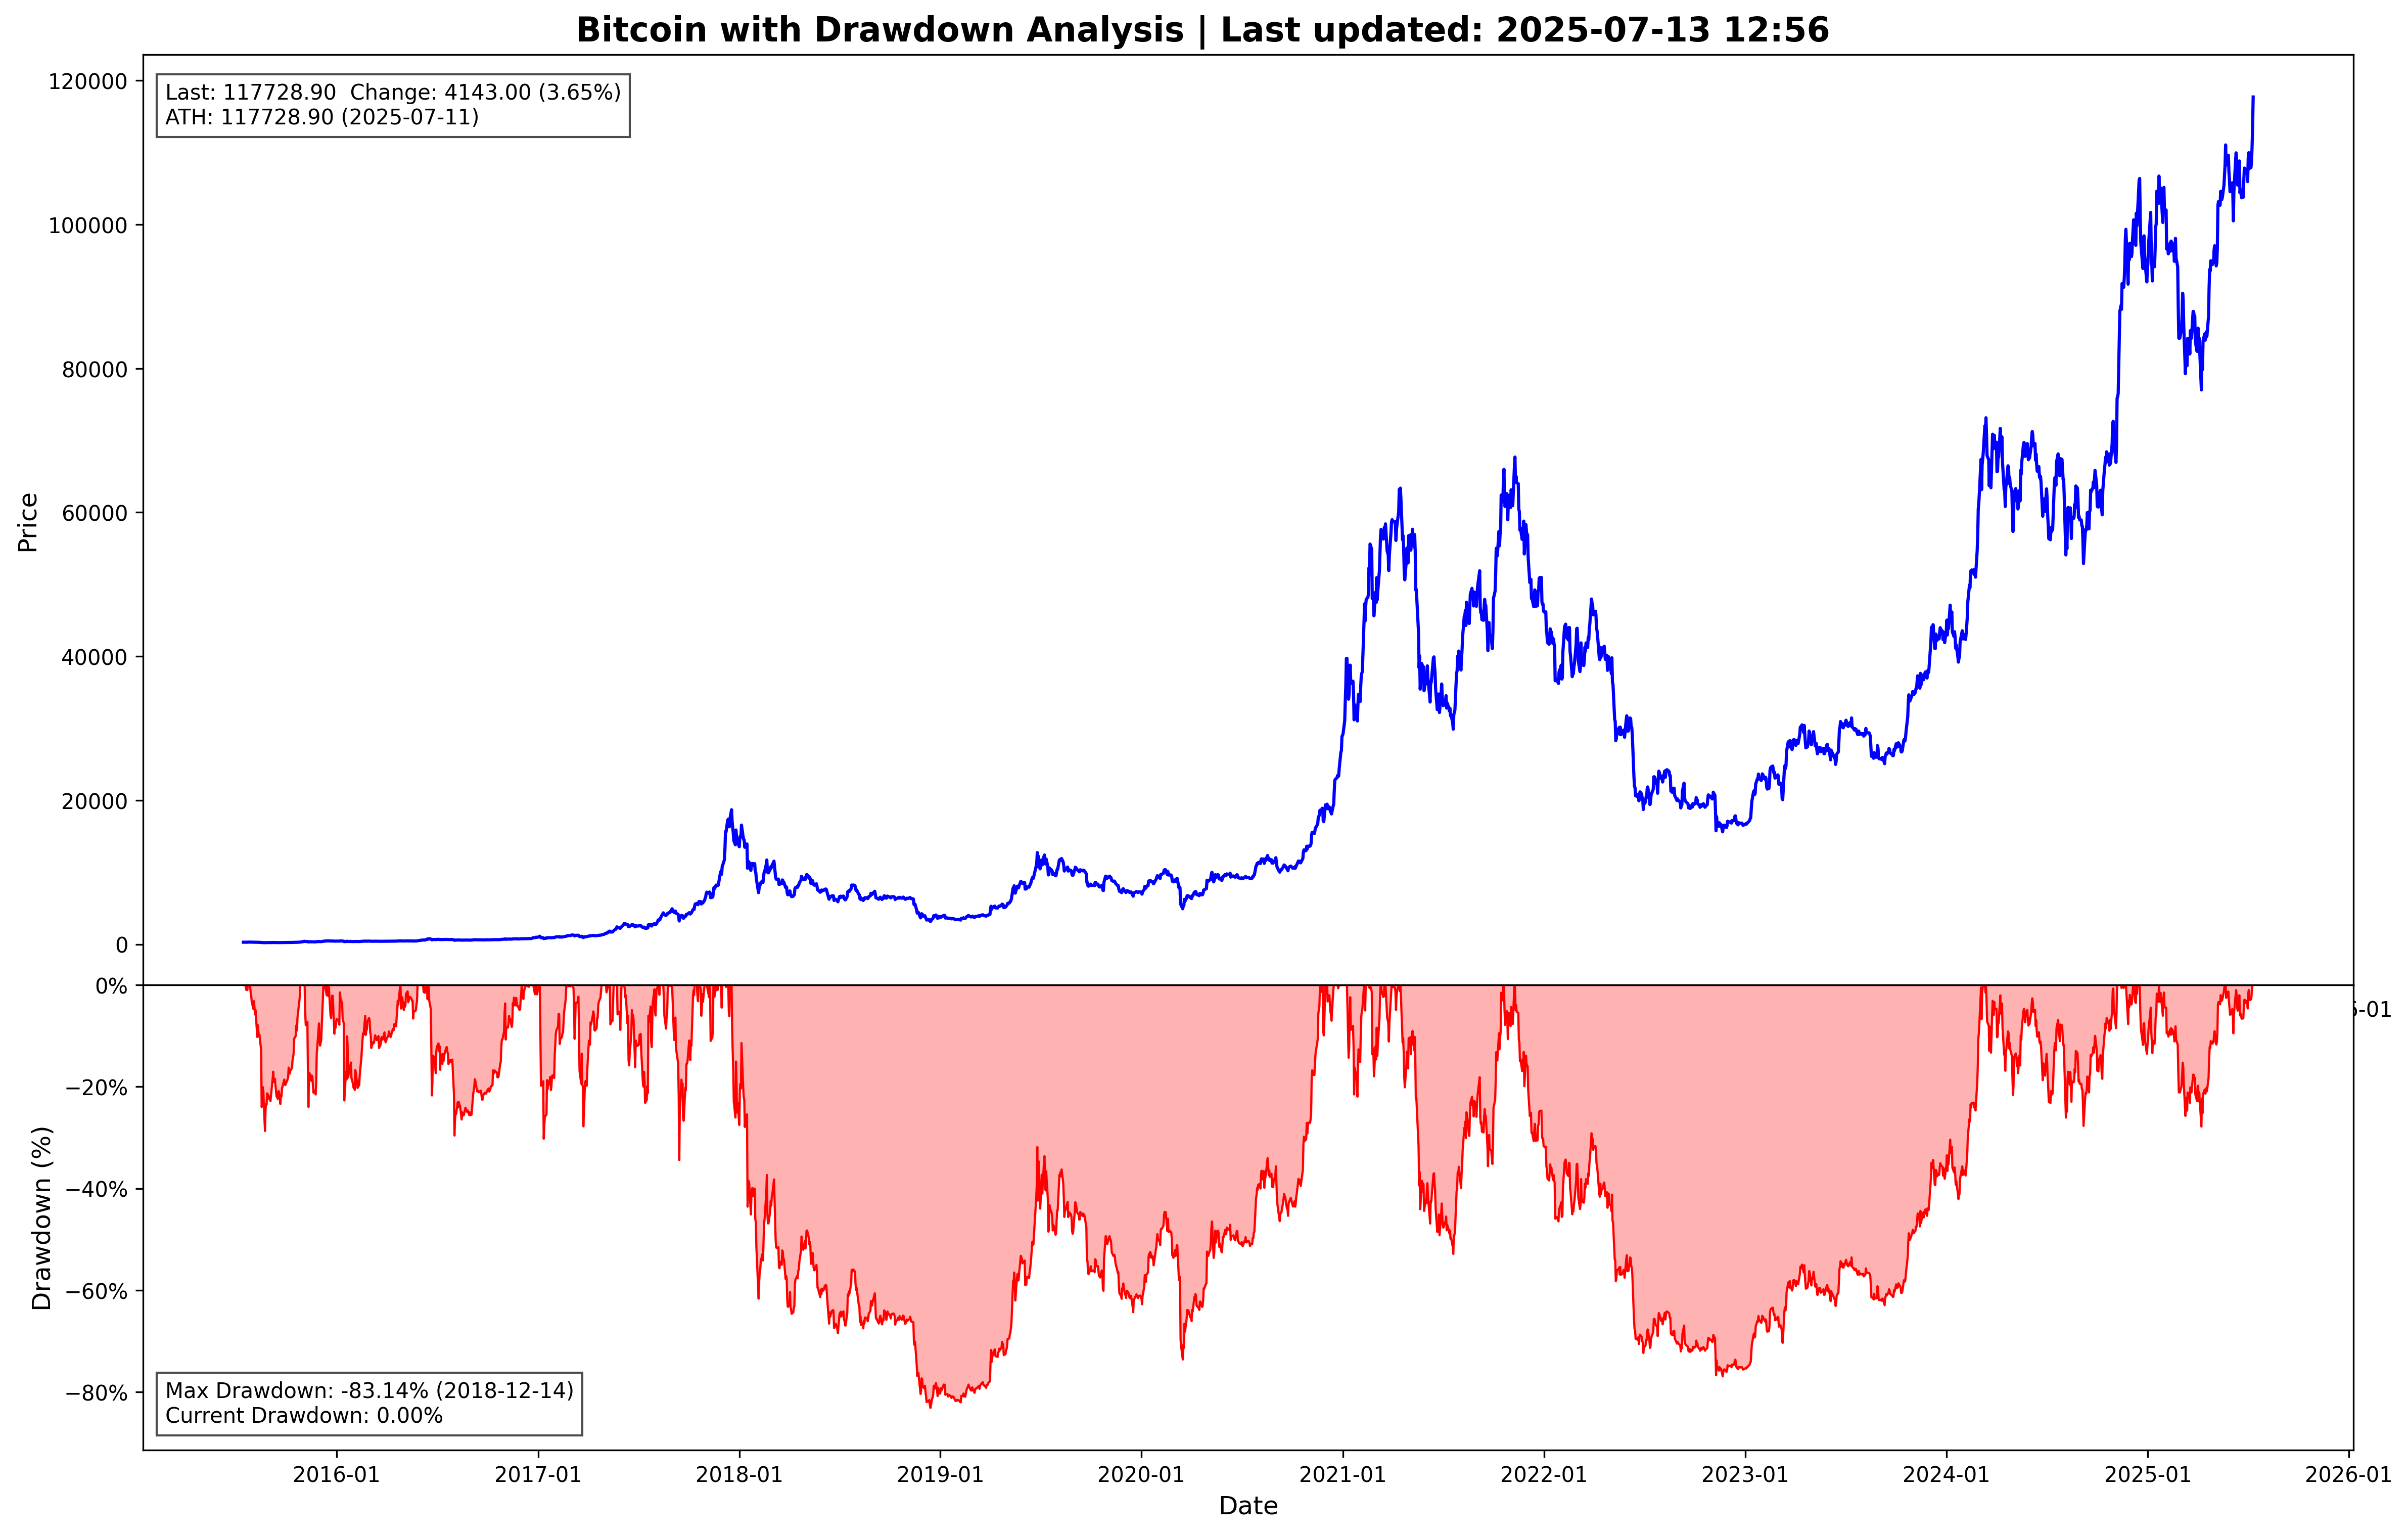 Bitcoin with Drawdown Analysis | Last updated: 2025-07-13 12:56
Last: 117728.90  Change: 4143.00 (3.65%)
ATH: 117728.90 (2025-07-11)
Price
120000
100000
80000
60000
40000
20000
0
Drawdown (%)
0%
−20%
−40%
−60%
−80%
Max Drawdown: -83.14% (2018-12-14)
Current Drawdown: 0.00%
2016-01 2017-01 2018-01 2019-01 2020-01 2021-01 2022-01 2023-01 2024-01 2025-01 2026-01
Date